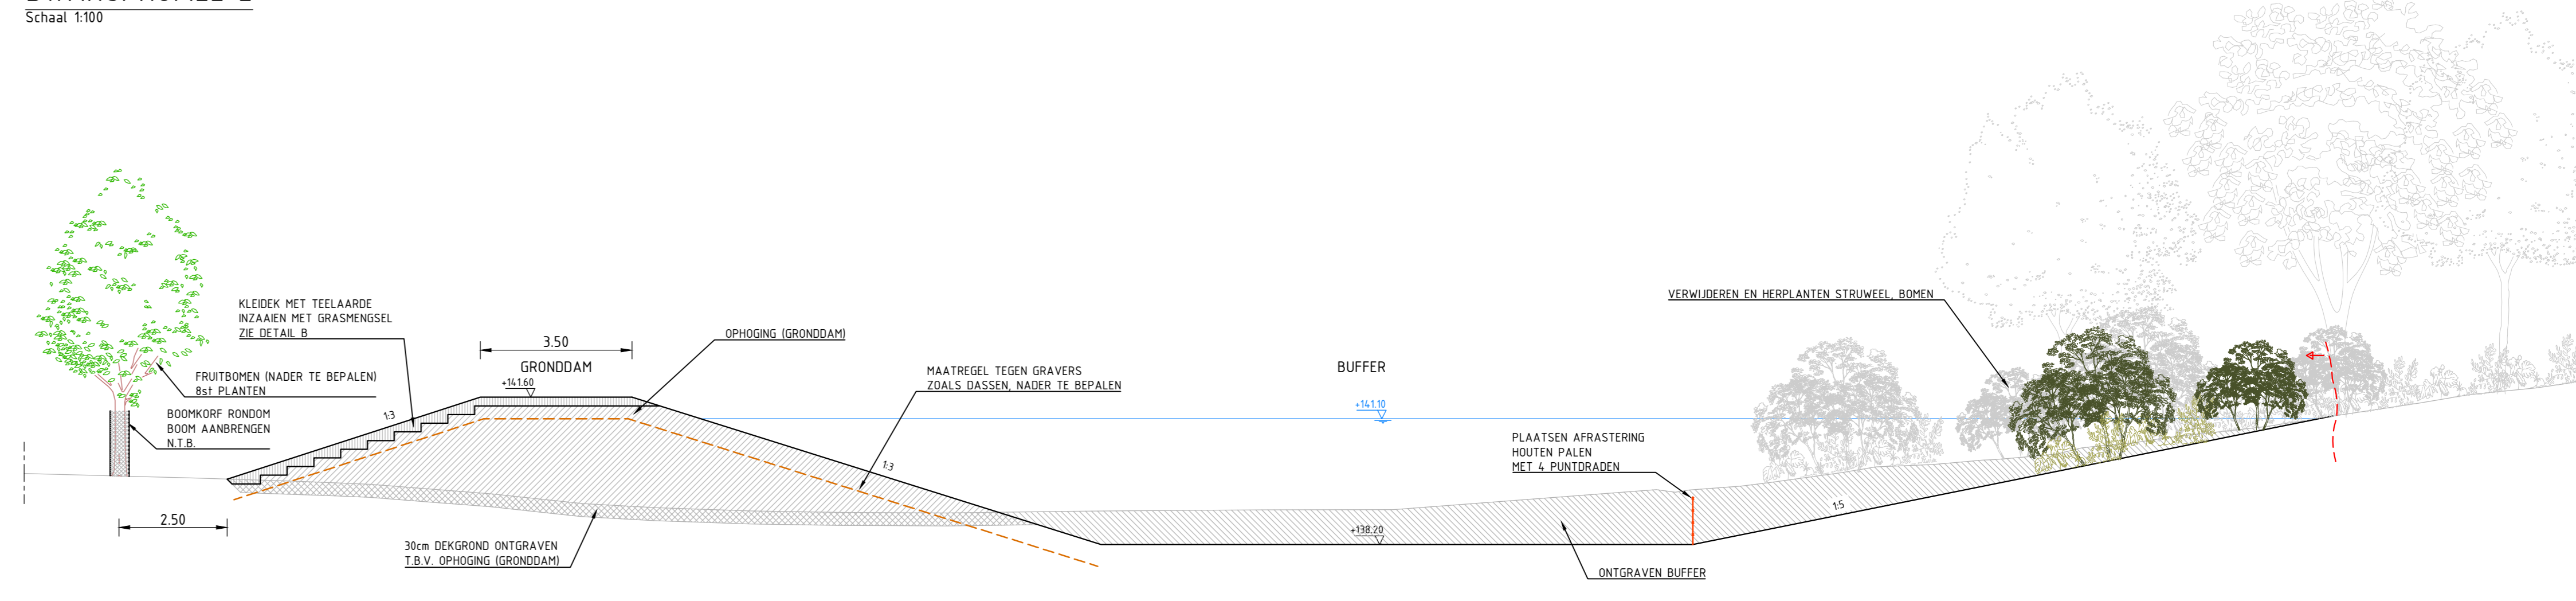 Schaal 1:100
KLEIDEK MET TEELAARDE
INZAAIEN MET GRASMENGSEL
ZIE DETAIL B
FRUITBOMEN (NADER TE BEPALEN)
8st PLANTEN
BOOMKORF RONDOM
BOOM AANBRENGEN
N.T.B.
1:3
2.50
3.50
GRONDDAM
+141.60
OPHOGING (GRONDDAM)
MAATREGEL TEGEN GRAVERS
ZOALS DASSEN, NADER TE BEPALEN
1:3
30cm DEKGROND ONTGRAVEN
T.B.V. OPHOGING (GRONDDAM)
BUFFER
+141.10
+138.20
PLAATSEN AFRASTERING
HOUTEN PALEN
MET 4 PUNTDRADEN
ONTGRAVEN BUFFER
VERWIJDEREN EN HERPLANTEN STRUWEEL, BOMEN
1:5